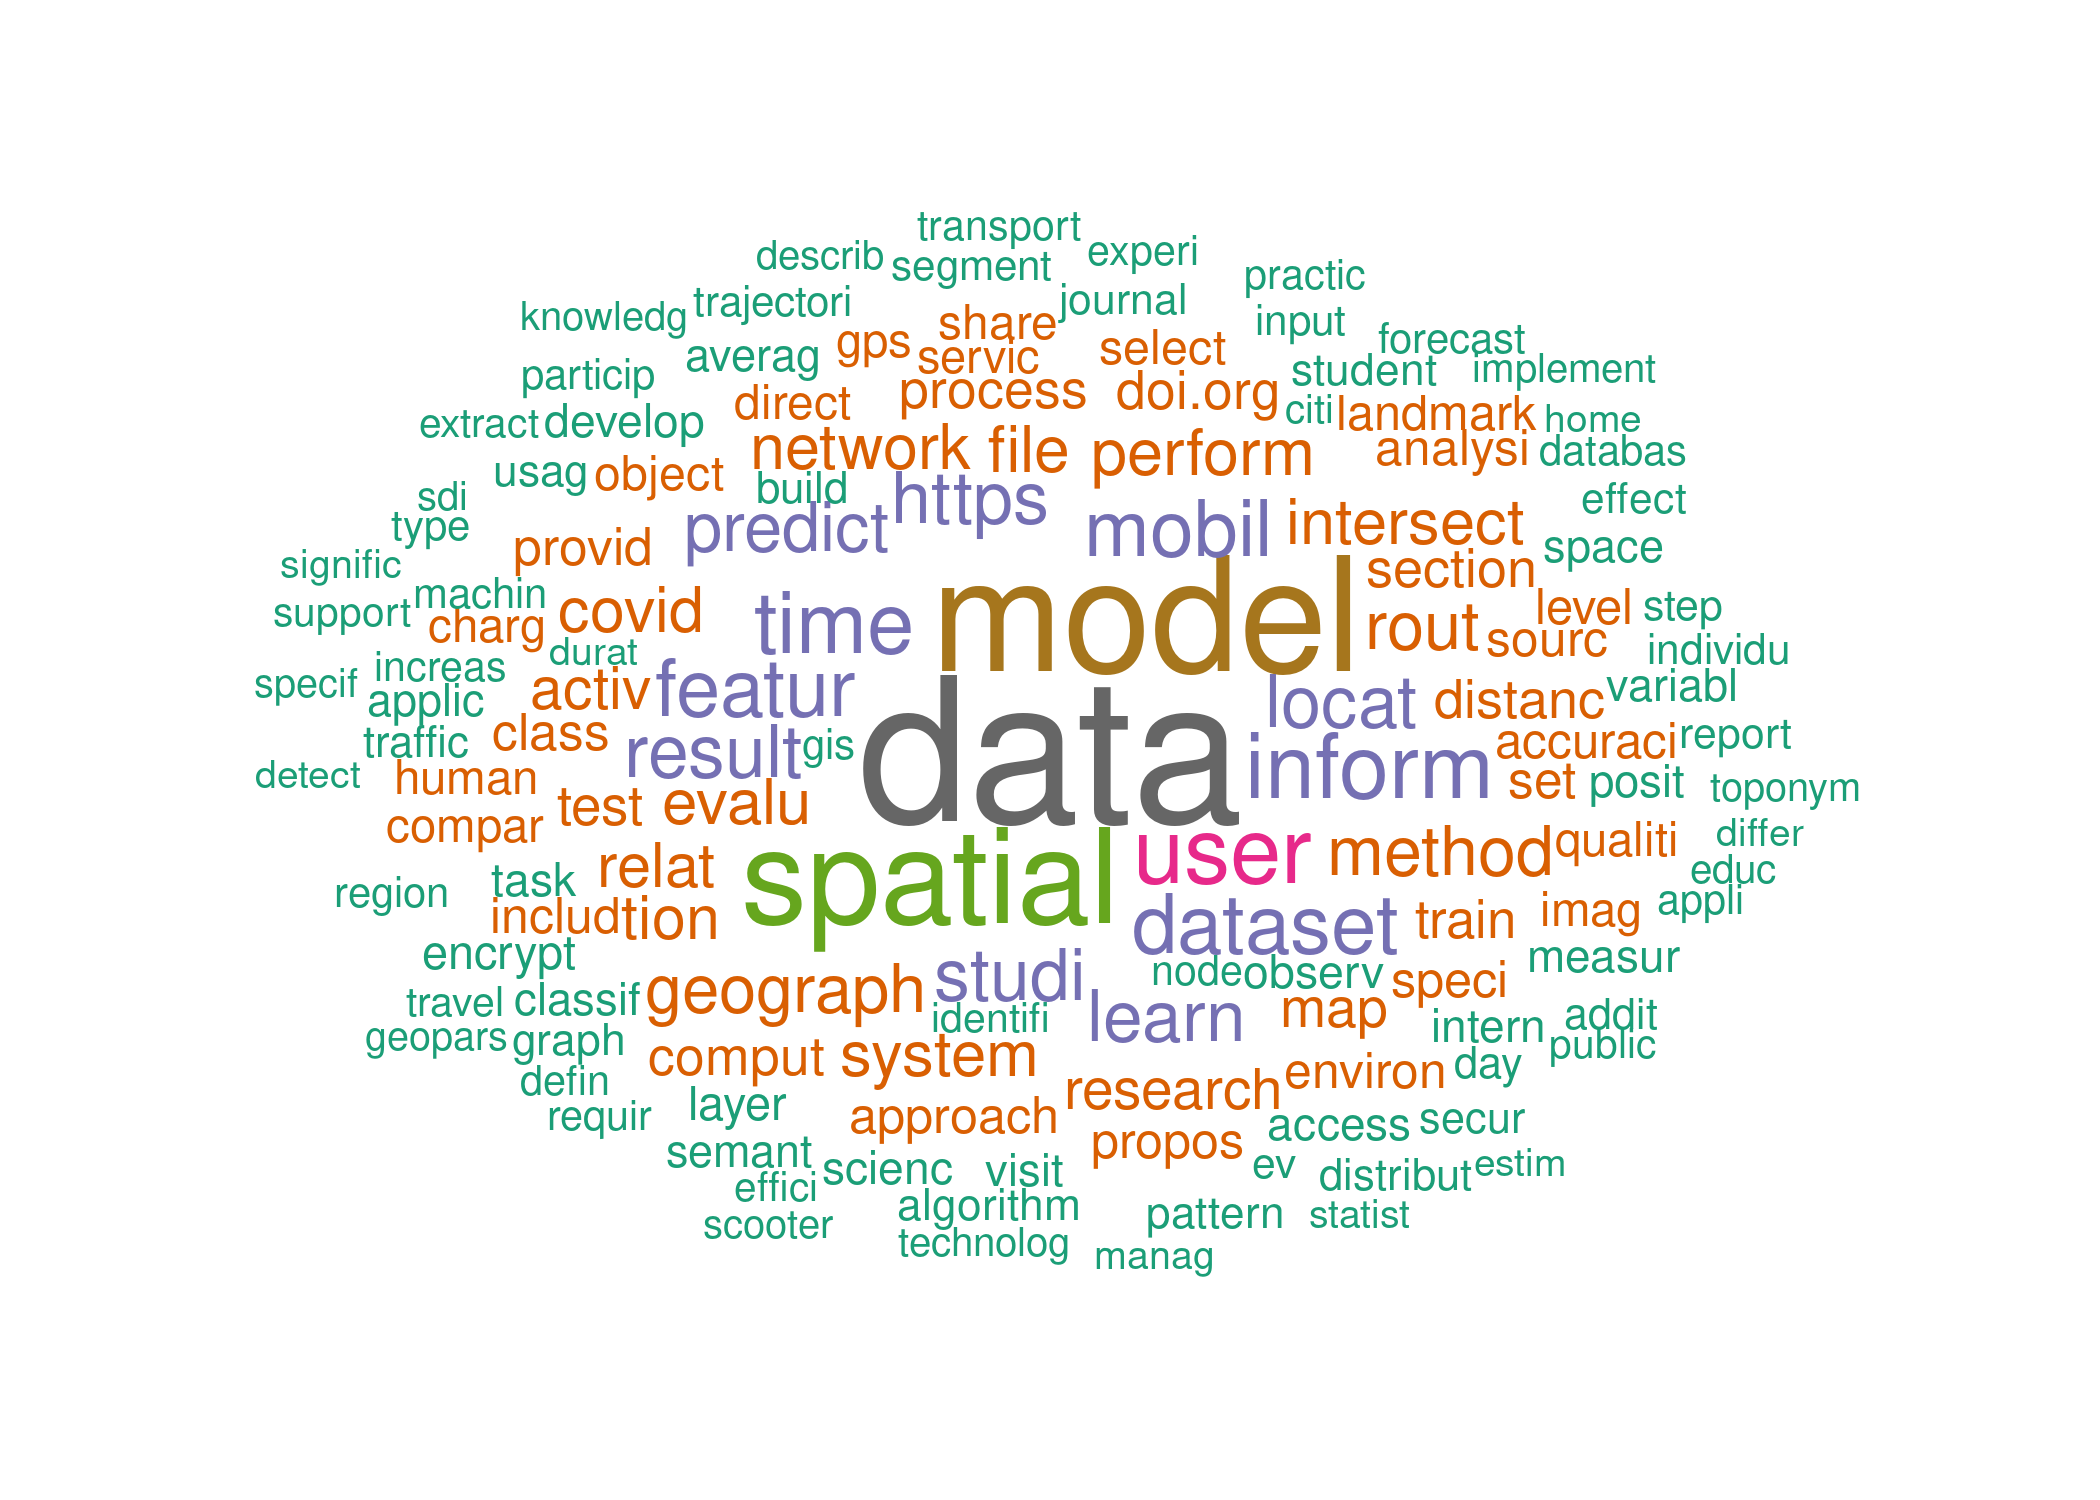 transport
describ
experi
segment
practic
trajectori
journal
knowledg
share
input
gps
servic
select
forecast
averag
particip
process
doi.org
student
implement
direct
citi
landmark
home
extract
develop
network
file
perform
analysi
databas
usag
object
build
https
sdi
type
predict
mobil
intersect
effect
provid
space
signific
machin
section
support
charg
covid
time
model
rout
level
step
sourc
durat
individu
increas
specif
applic
activ
featur
locat
distanc
variabl
traffic
class
result
gis
data
inform
accuraci
report
detect
human
set
posit
toponym
compar
test
evalu
spatial
user
method
qualiti
differ
relat
task
educ
region
includ
tion
dataset
train
imag
appli
encrypt
studi
node
observ
speci
measur
travel
classif
geograph
identifi
learn
map
intern
addit
geopars
graph
comput
system
day
public
defin
research
environ
requir
layer
approach
access
secur
semant
propos
scienc
visit
ev
distribut
estim
effici
algorithm
scooter
pattern
statist
technolog
manag